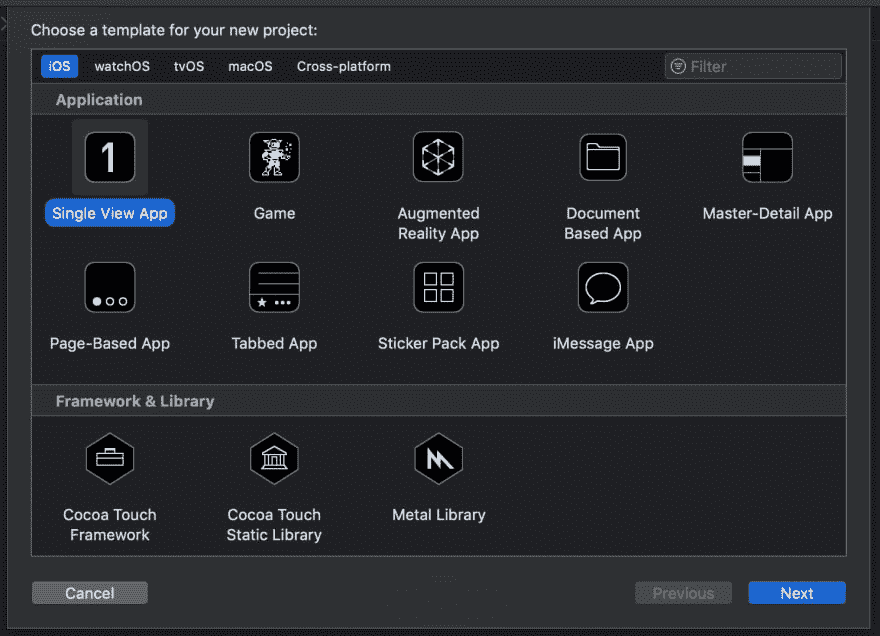 Choose a template for your new project:
iOS watchOS tvOS macOS Cross-platform Filter
Application
1
Single View App Game Augmented Reality App Document Based App Master-Detail App
Page-Based App Tabbed App Sticker Pack App iMessage App
Framework & Library
Cocoa Touch Framework Cocoa Touch Static Library Metal Library
Cancel Previous Next